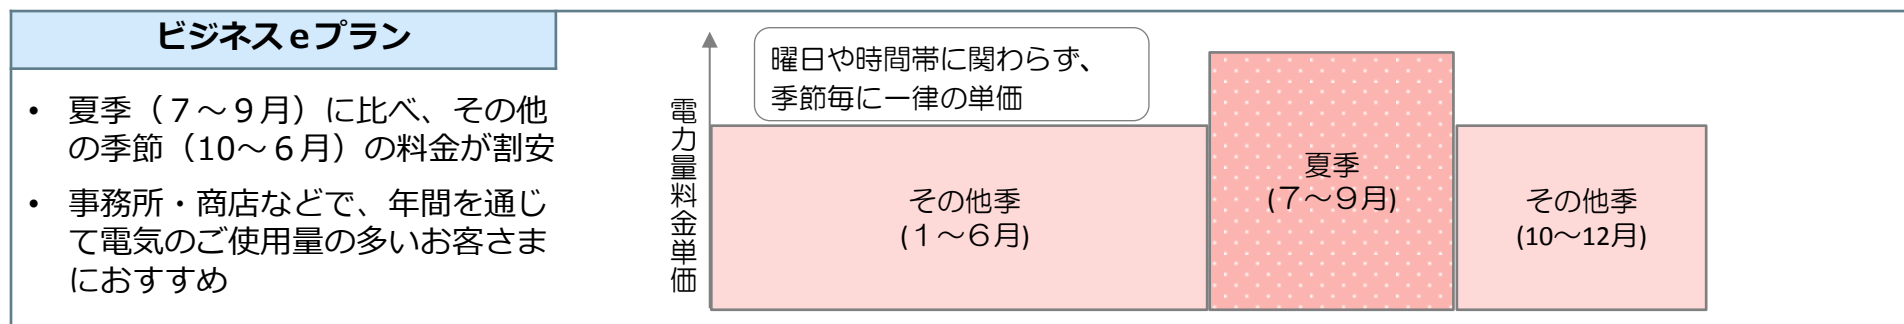 ビジネスeプラン
• 夏季（７～９月）に比べ、その他
の季節（10～６月）の料金が割安
• 事務所・商店などで、年間を通じ
て電気のご使用量の多いお客さま
におすすめ
電力量料金単価
曜日や時間帯に関わらず、
季節毎に一律の単価
その他季
(１～６月)
夏季
(７～９月)
その他季
(10～12月)